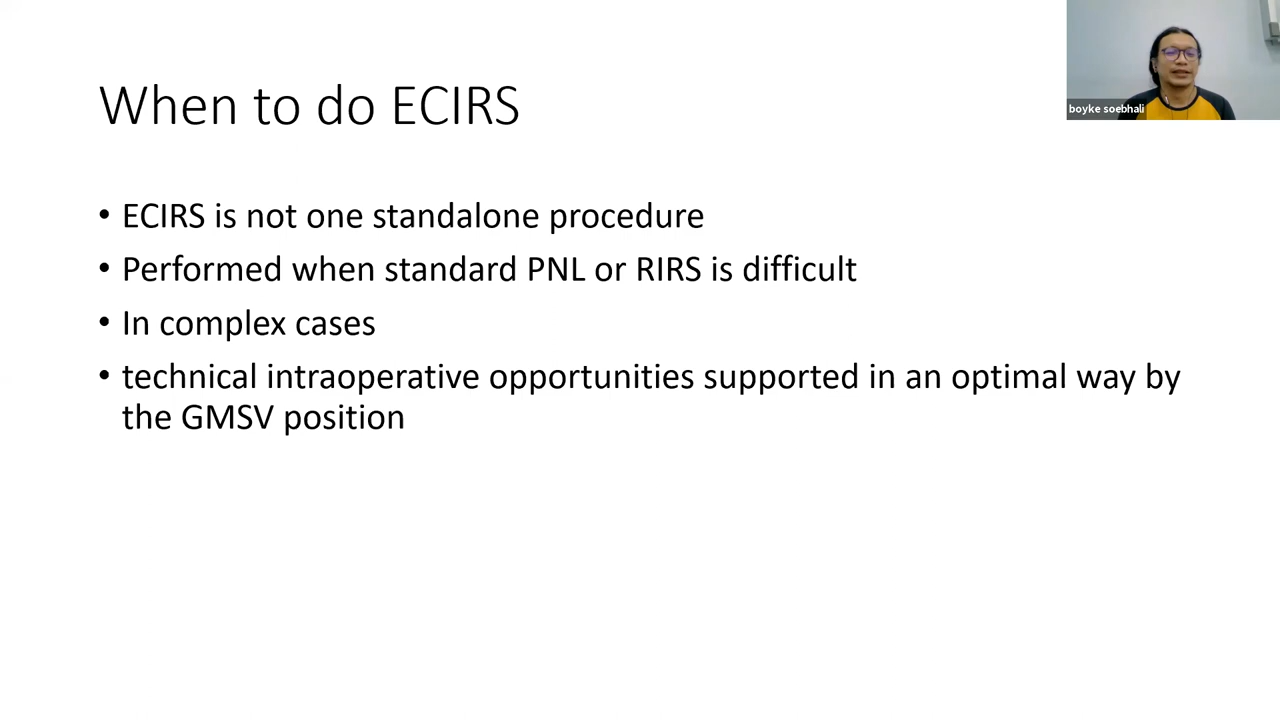 When to do ECIRS
boyke soebhali
• ECIRS is not one standalone procedure
• Performed when standard PNL or RIRS is difficult
• In complex cases
• technical intraoperative opportunities supported in an optimal way by
the GMSV position